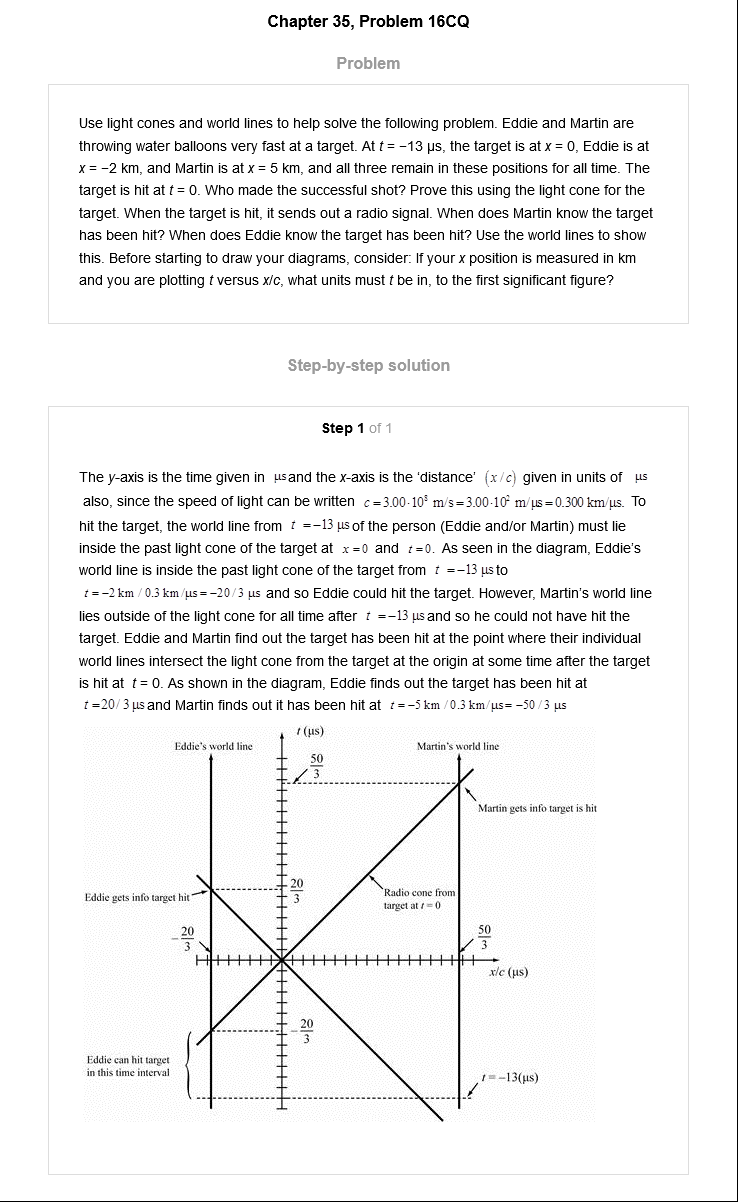 Chapter 35, Problem 16CQ
Problem
Use light cones and world lines to help solve the following problem. Eddie and Martin are
throwing water balloons very fast at a target. At t = −13 μs, the target is at x = 0, Eddie is at
x = −2 km, and Martin is at x = 5 km, and all three remain in these positions for all time. The
target is hit at t = 0. Who made the successful shot? Prove this using the light cone for the
target. When the target is hit, it sends out a radio signal. When does Martin know the target
has been hit? When does Eddie know the target has been hit? Use the world lines to show
this. Before starting to draw your diagrams, consider: If your x position is measured in km
and you are plotting t versus x/c, what units must t be in, to the first significant figure?
Step-by-step solution
Step 1 of 1
The y-axis is the time given in μs and the x-axis is the 'distance' (x/c) given in units of μs
also, since the speed of light can be written c=3.00·10⁸ m/s=3.00·10² m/μs=0.300 km/μs. To
hit the target, the world line from t =−13 μs of the person (Eddie and/or Martin) must lie
inside the past light cone of the target at x=0 and t=0. As seen in the diagram, Eddie's
world line is inside the past light cone of the target from t =−13 μs to
t=−2 km / 0.3 km/μs=−20/3 μs and so Eddie could hit the target. However, Martin's world line
lies outside of the light cone for all time after t =−13 μs and so he could not have hit the
target. Eddie and Martin find out the target has been hit at the point where their individual
world lines intersect the light cone from the target at the origin at some time after the target
is hit at t = 0. As shown in the diagram, Eddie finds out the target has been hit at
t=20/3 μs and Martin finds out it has been hit at t=−5 km/0.3 km/μs=−50/3 μs
t (μs)
Eddie's world line
Martin's world line
50
3
Martin gets info target is hit
20
3
Eddie gets info target hit
Radio cone from
target at t = 0
−20
3
50
3
x/c (μs)
−20
3
Eddie can hit target
in this time interval
t = −13(μs)